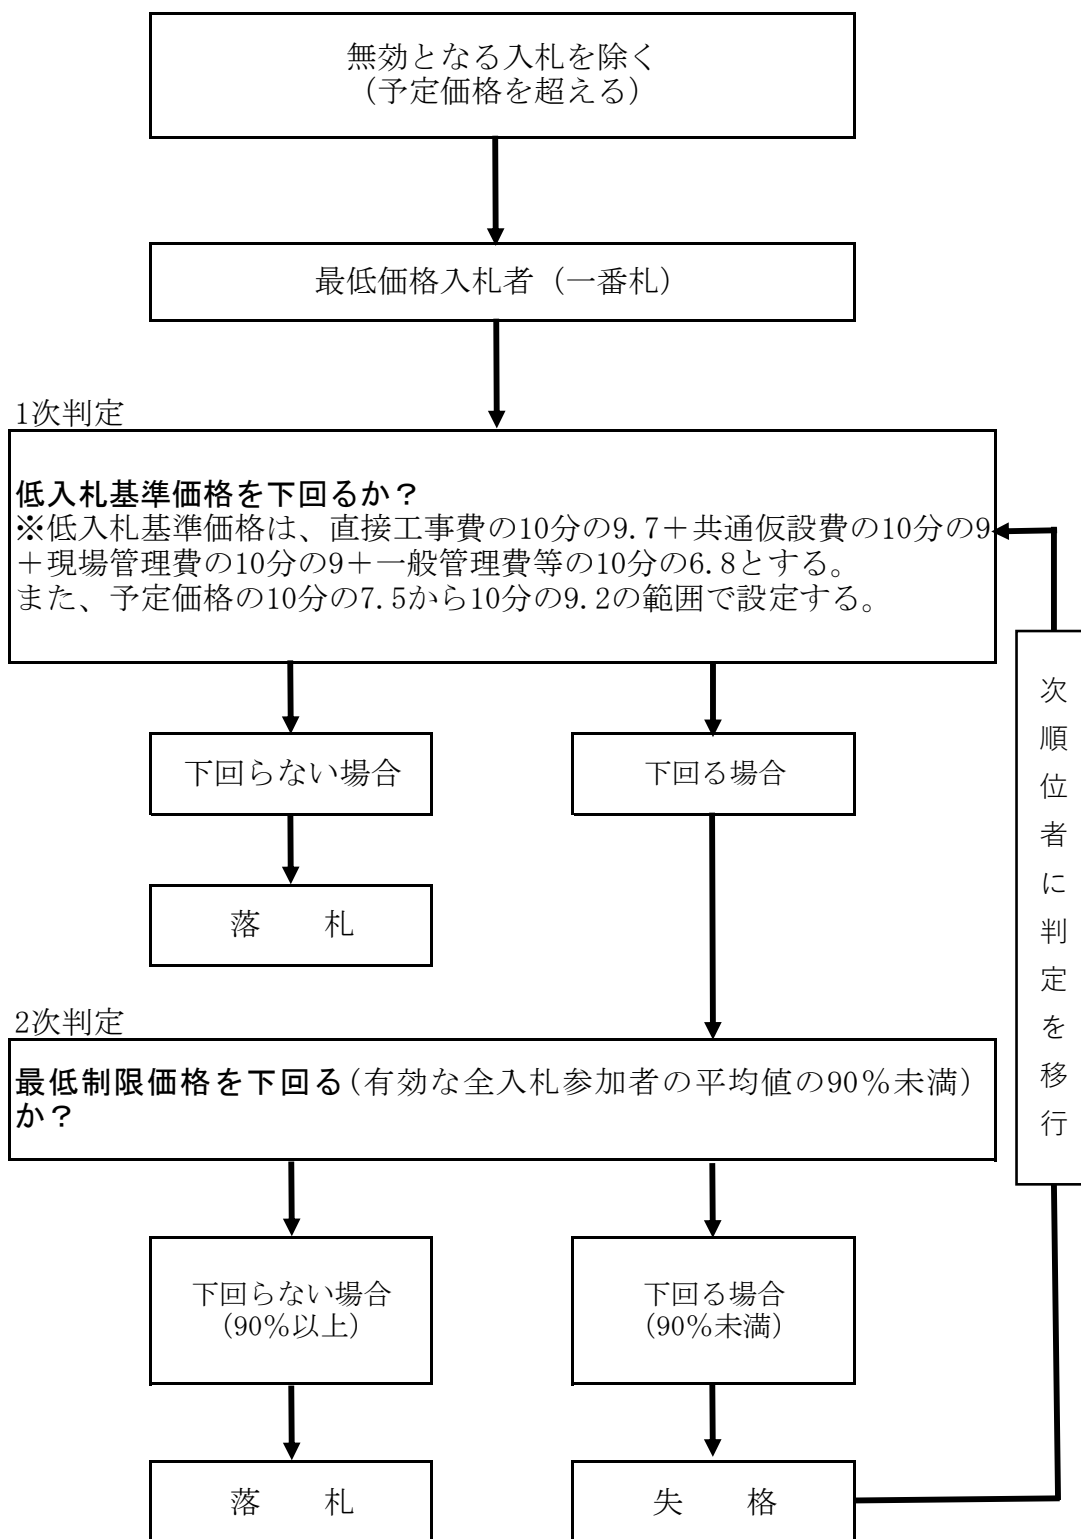 無効となる入札を除く
（予定価格を超える）
最低価格入札者（一番札）
1次判定
低入札基準価格を下回るか？
※低入札基準価格は、直接工事費の10分の9.7＋共通仮設費の10分の9
＋現場管理費の10分の9＋一般管理費等の10分の6.8とする。
また、予定価格の10分の7.5から10分の9.2の範囲で設定する。
下回らない場合
下回る場合
落　　札
2次判定
最低制限価格を下回る(有効な全入札参加者の平均値の90％未満)
か？
下回らない場合
(90％以上)
下回る場合
(90％未満)
落　　札
失　　格
次順位者に判定を移行